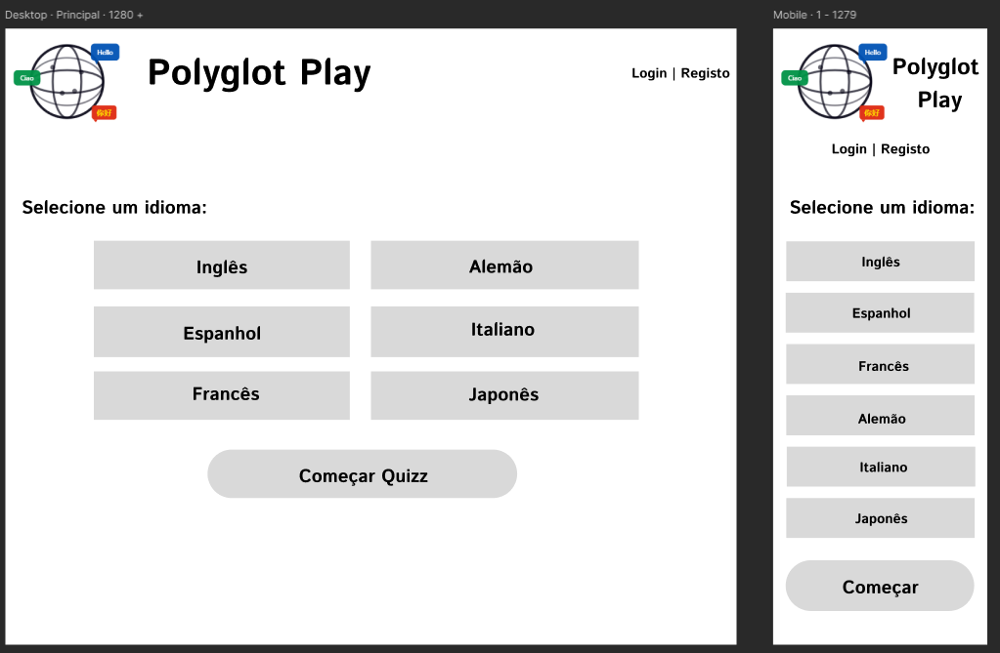 Desktop · Principal · 1280 +
Hello
Ciao
你好
Polyglot Play
Login | Registo
Selecione um idioma:
Inglês
Alemão
Espanhol
Italiano
Francês
Japonês
Começar Quizz
Mobile · 1 - 1279
Hello
Ciao
你好
Polyglot
Play
Login | Registo
Selecione um idioma:
Inglês
Espanhol
Francês
Alemão
Italiano
Japonês
Começar